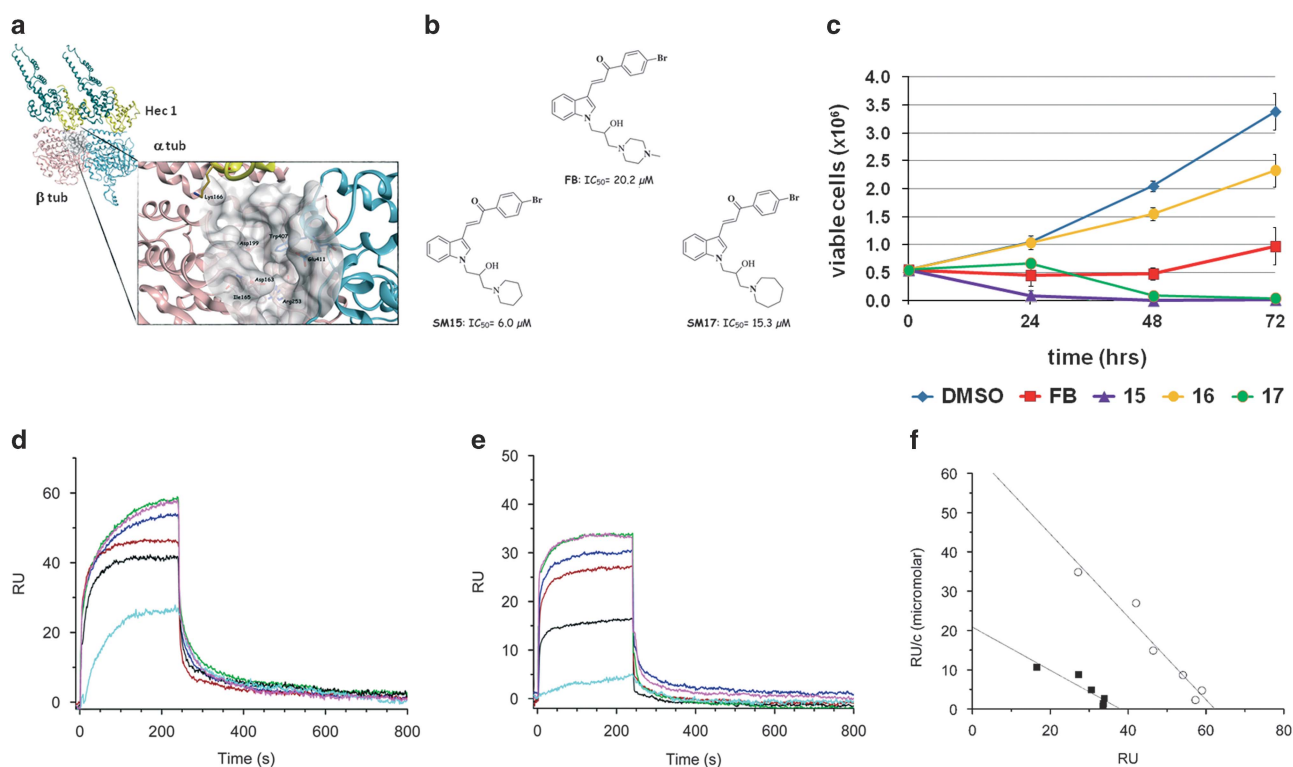 a
Hec 1
α tub
β tub
Lys166
Asp199
Trp407
Glu411
Asp163
Ile165
Arg253
b
O
Br
N
OH
N
N
FB: IC50= 20.2 µM
O
Br
N
OH
N
SM15: IC50= 6.0 µM
O
Br
N
OH
N
SM17: IC50= 15.3 µM
c
viable cells (x10⁶)
4.0
3.5
3.0
2.5
2.0
1.5
1.0
0.5
0.0
0 24 48 72
time (hrs)
DMSO FB 15 16 17
d
RU
60
40
20
0
0 200 400 600 800
Time (s)
e
RU
50
40
30
20
10
0
0 200 400 600 800
Time (s)
f
RU/c (micromolar)
60
50
40
30
20
10
0
0 20 40 60 80
RU